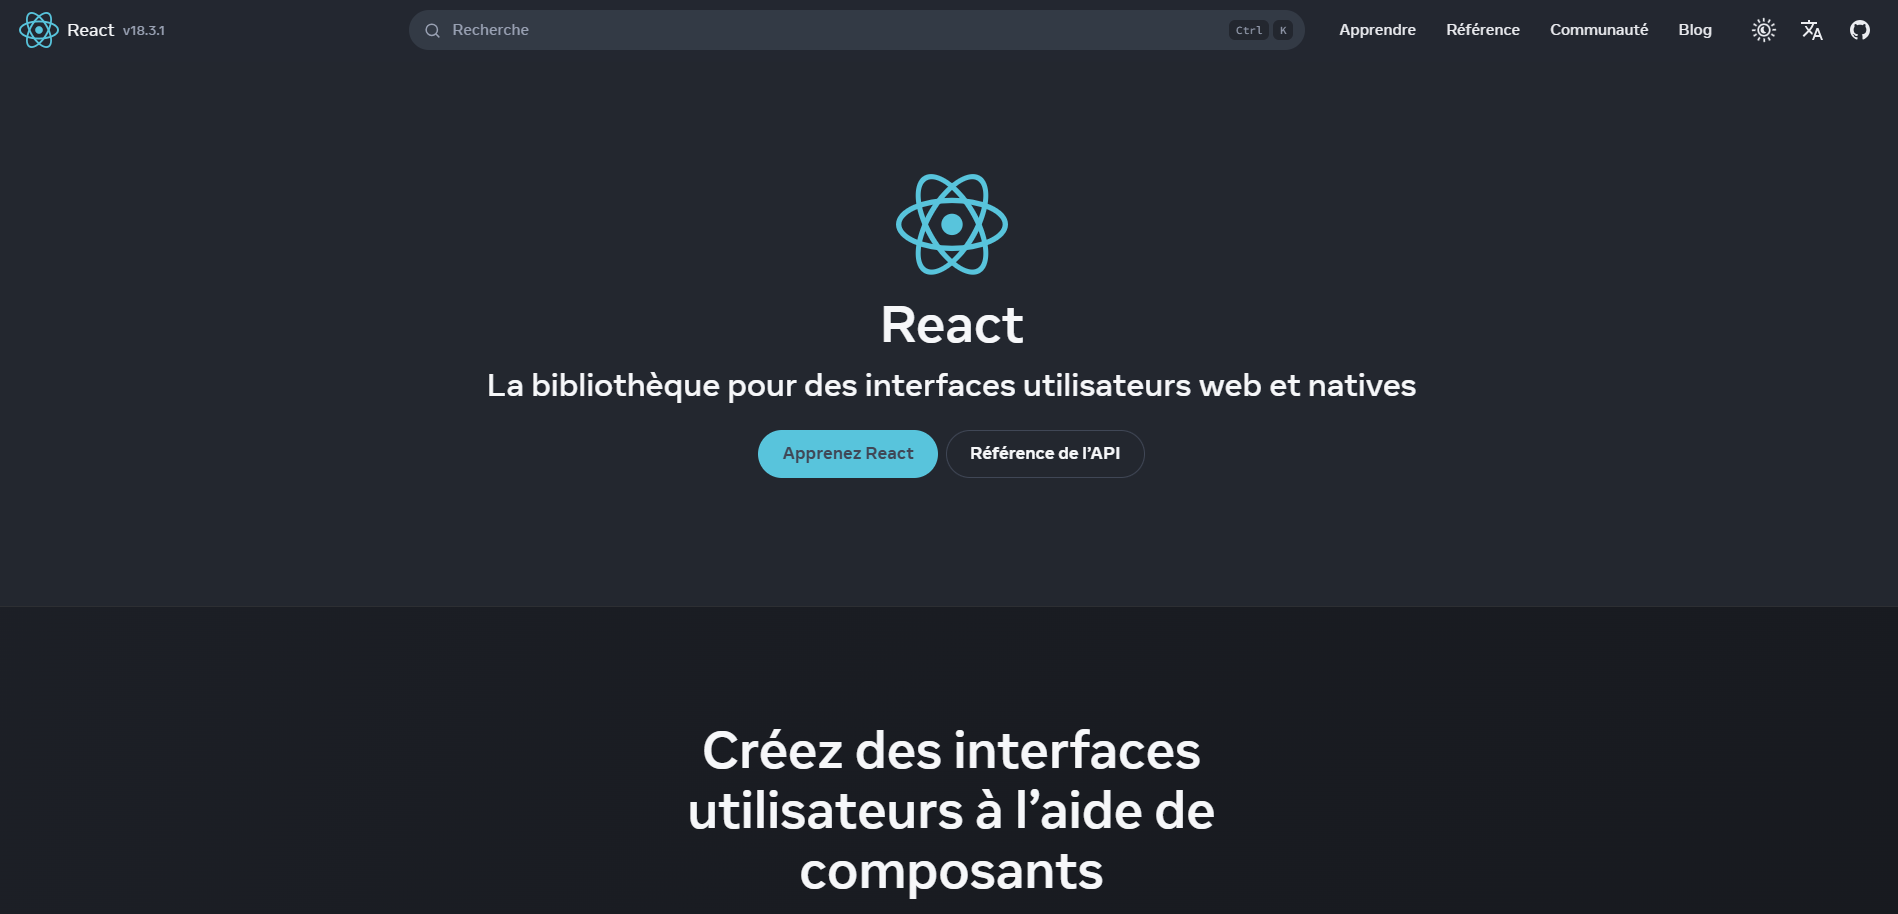 React v18.3.1
Recherche
Ctrl K
Apprendre
Référence
Communauté
Blog
React
La bibliothèque pour des interfaces utilisateurs web et natives
Apprenez React
Référence de l’API
Créez des interfaces
utilisateurs à l’aide de
composants